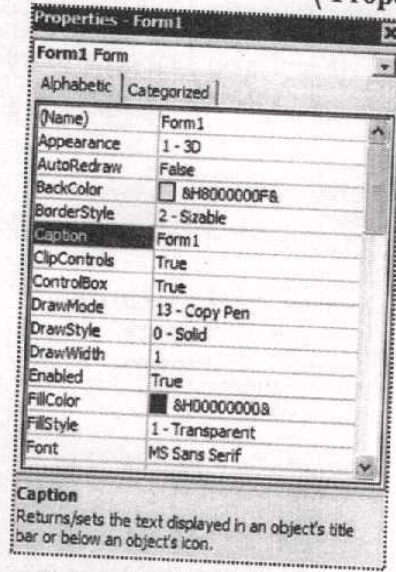 ( Prope
Properties - Form1
Form1 Form
Alphabetic Categorized
(Name) Form1
Appearance 1 - 3D
AutoRedraw False
BackColor &H8000000F&
BorderStyle 2 - Sizable
Caption Form1
ClipControls True
ControlBox True
DrawMode 13 - Copy Pen
DrawStyle 0 - Solid
DrawWidth 1
Enabled True
FillColor &H00000000&
FillStyle 1 - Transparent
Font MS Sans Serif
Caption
Returns/sets the text displayed in an object's title
bar or below an object's icon.